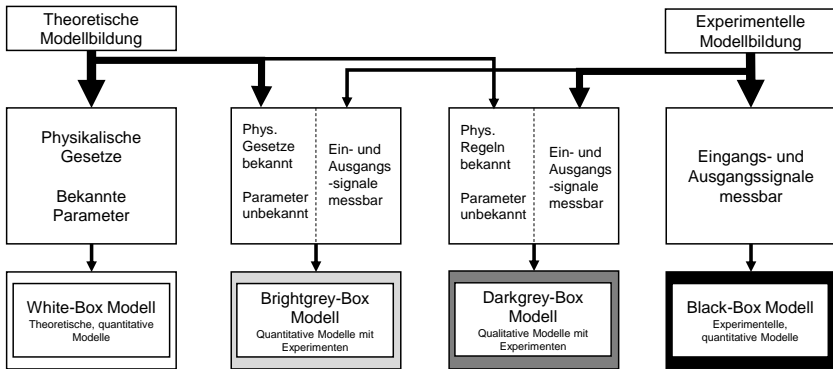 Theoretische
Modellbildung
Experimentelle
Modellbildung
Physikalische
Gesetze
Bekannte
Parameter
Phys.
Gesetze
bekannt
Parameter
unbekannt
Ein- und
Ausgangs
-signale
messbar
Phys.
Regeln
bekannt
Parameter
unbekannt
Ein- und
Ausgangs
-signale
messbar
Eingangs- und
Ausgangssignale
messbar
White-Box Modell
Theoretische, quantitative
Modelle
Brightgrey-Box
Modell
Quantitative Modelle mit
Experimenten
Darkgrey-Box
Modell
Qualitative Modelle mit
Experimenten
Black-Box Modell
Experimentelle,
quantitative Modelle